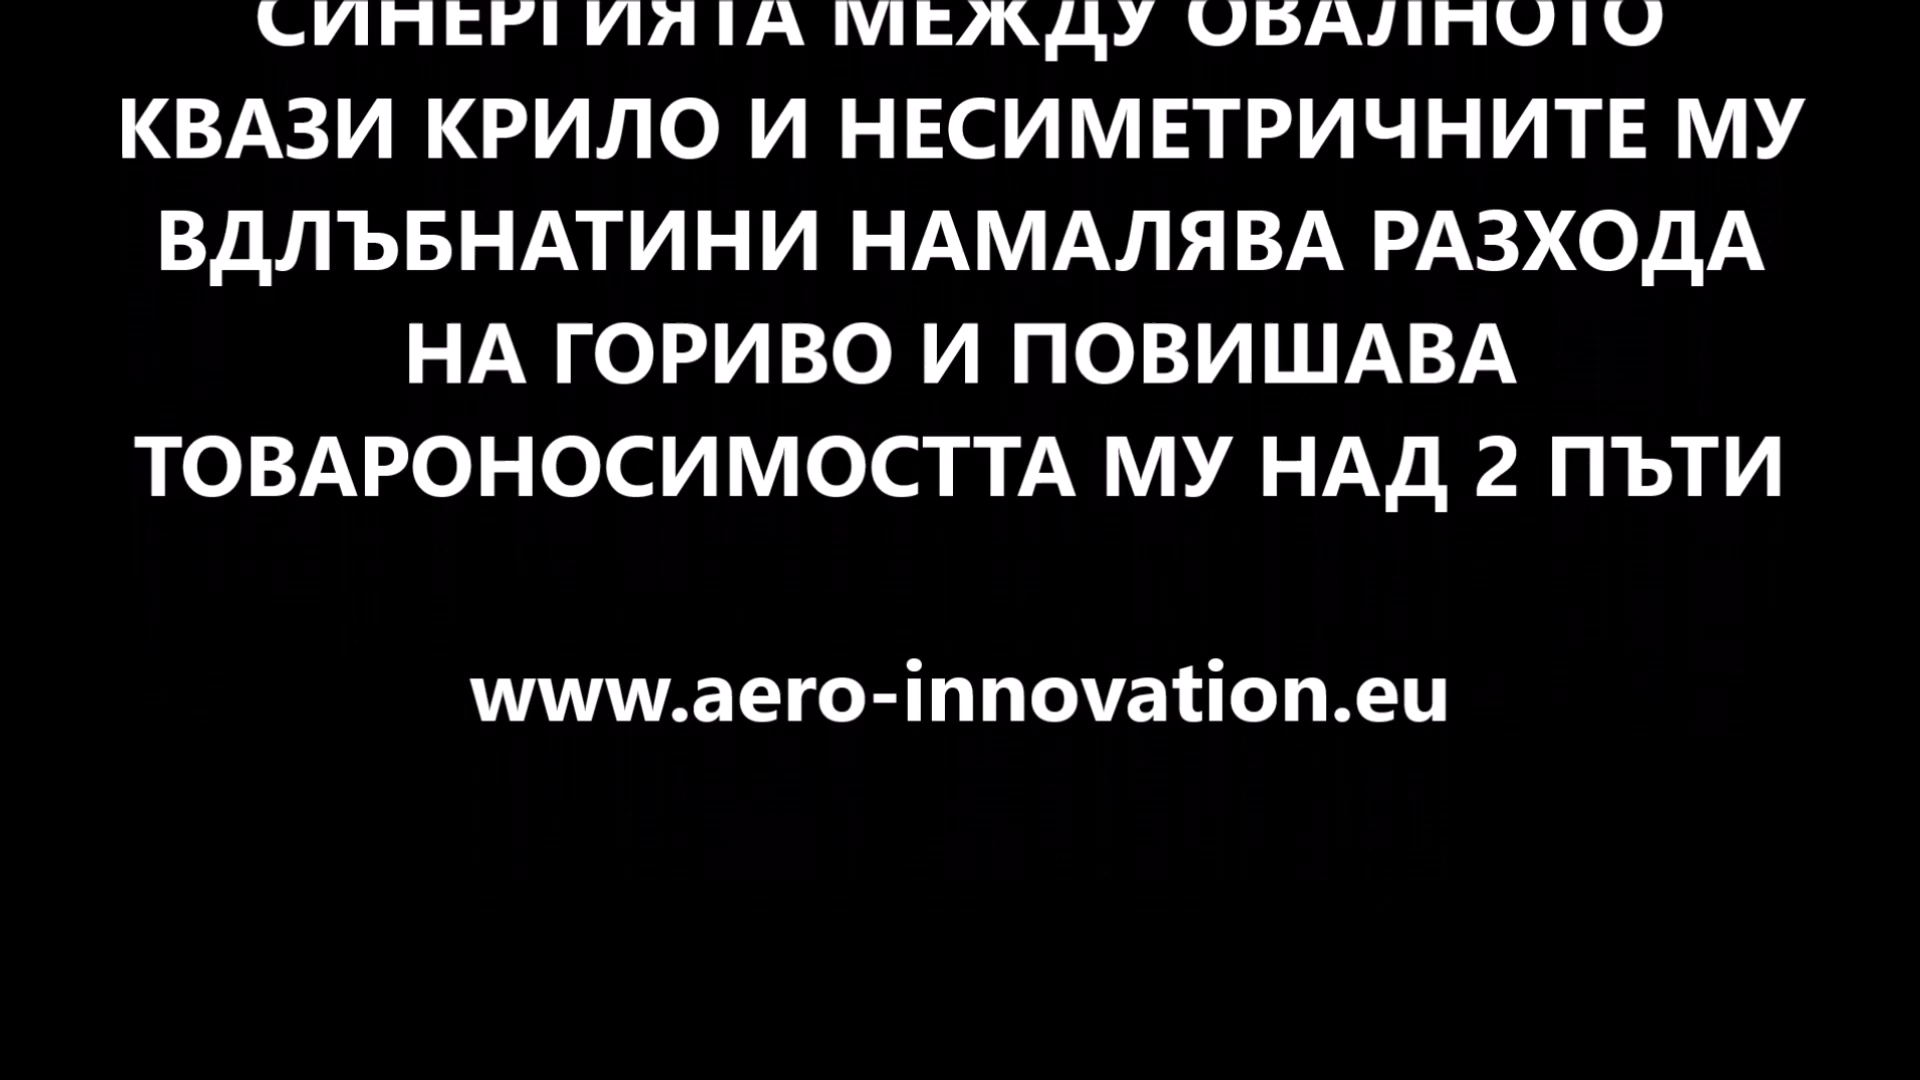 СИНЕРГИЯТА МЕЖДУ ОВАЛНОТО
КВАЗИ КРИЛО И НЕСИМЕТРИЧНИТЕ МУ
ВДЛЪБНАТИНИ НАМАЛЯВА РАЗХОДА
НА ГОРИВО И ПОВИШАВА
ТОВАРОНОСИМОСТТА МУ НАД 2 ПЪТИ
www.aero-innovation.eu